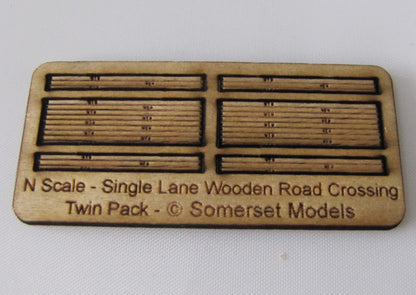 N Scale - Single Lane Wooden Road Crossing
Twin Pack - © Somerset Models